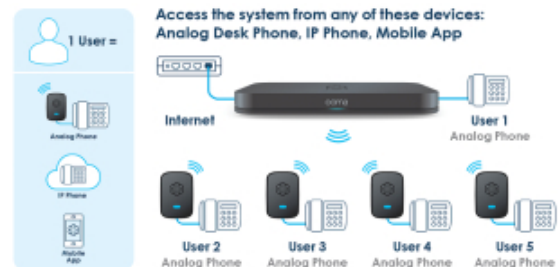 1 User =
Analog Phone
IP Phone
Mobile
App
Access the system from any of these devices:
Analog Desk Phone, IP Phone, Mobile App
Internet
ooma
User 1
Analog Phone
User 2
Analog Phone
User 3
Analog Phone
User 4
Analog Phone
User 5
Analog Phone